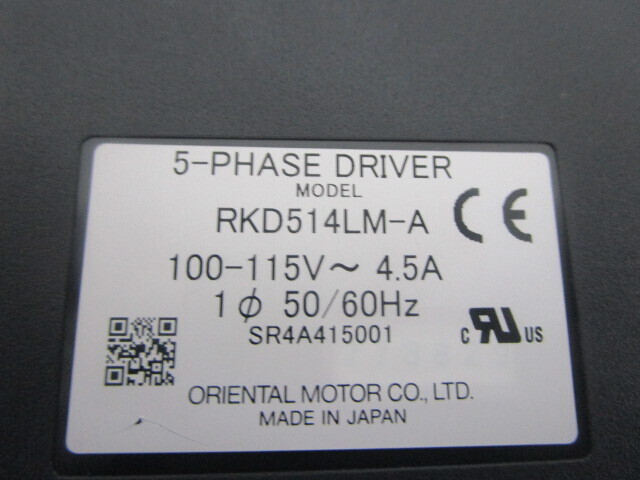 5-PHASE DRIVER
MODEL
RKD514LM-A
CE
100-115V～ 4.5A
1φ 50/60Hz
SR4A415001
c RU US
ORIENTAL MOTOR CO., LTD.
MADE IN JAPAN